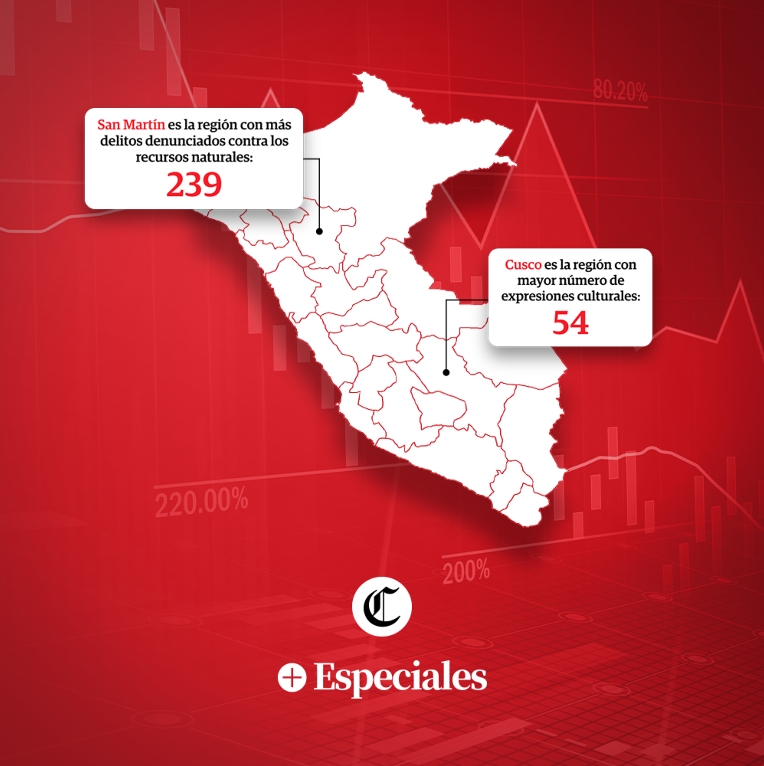 80.20%
San Martín es la región con más
delitos denunciados contra los
recursos naturales:
239
Cusco es la región con
mayor número de
expresiones culturales:
54
220.00%
200%
C
Especiales